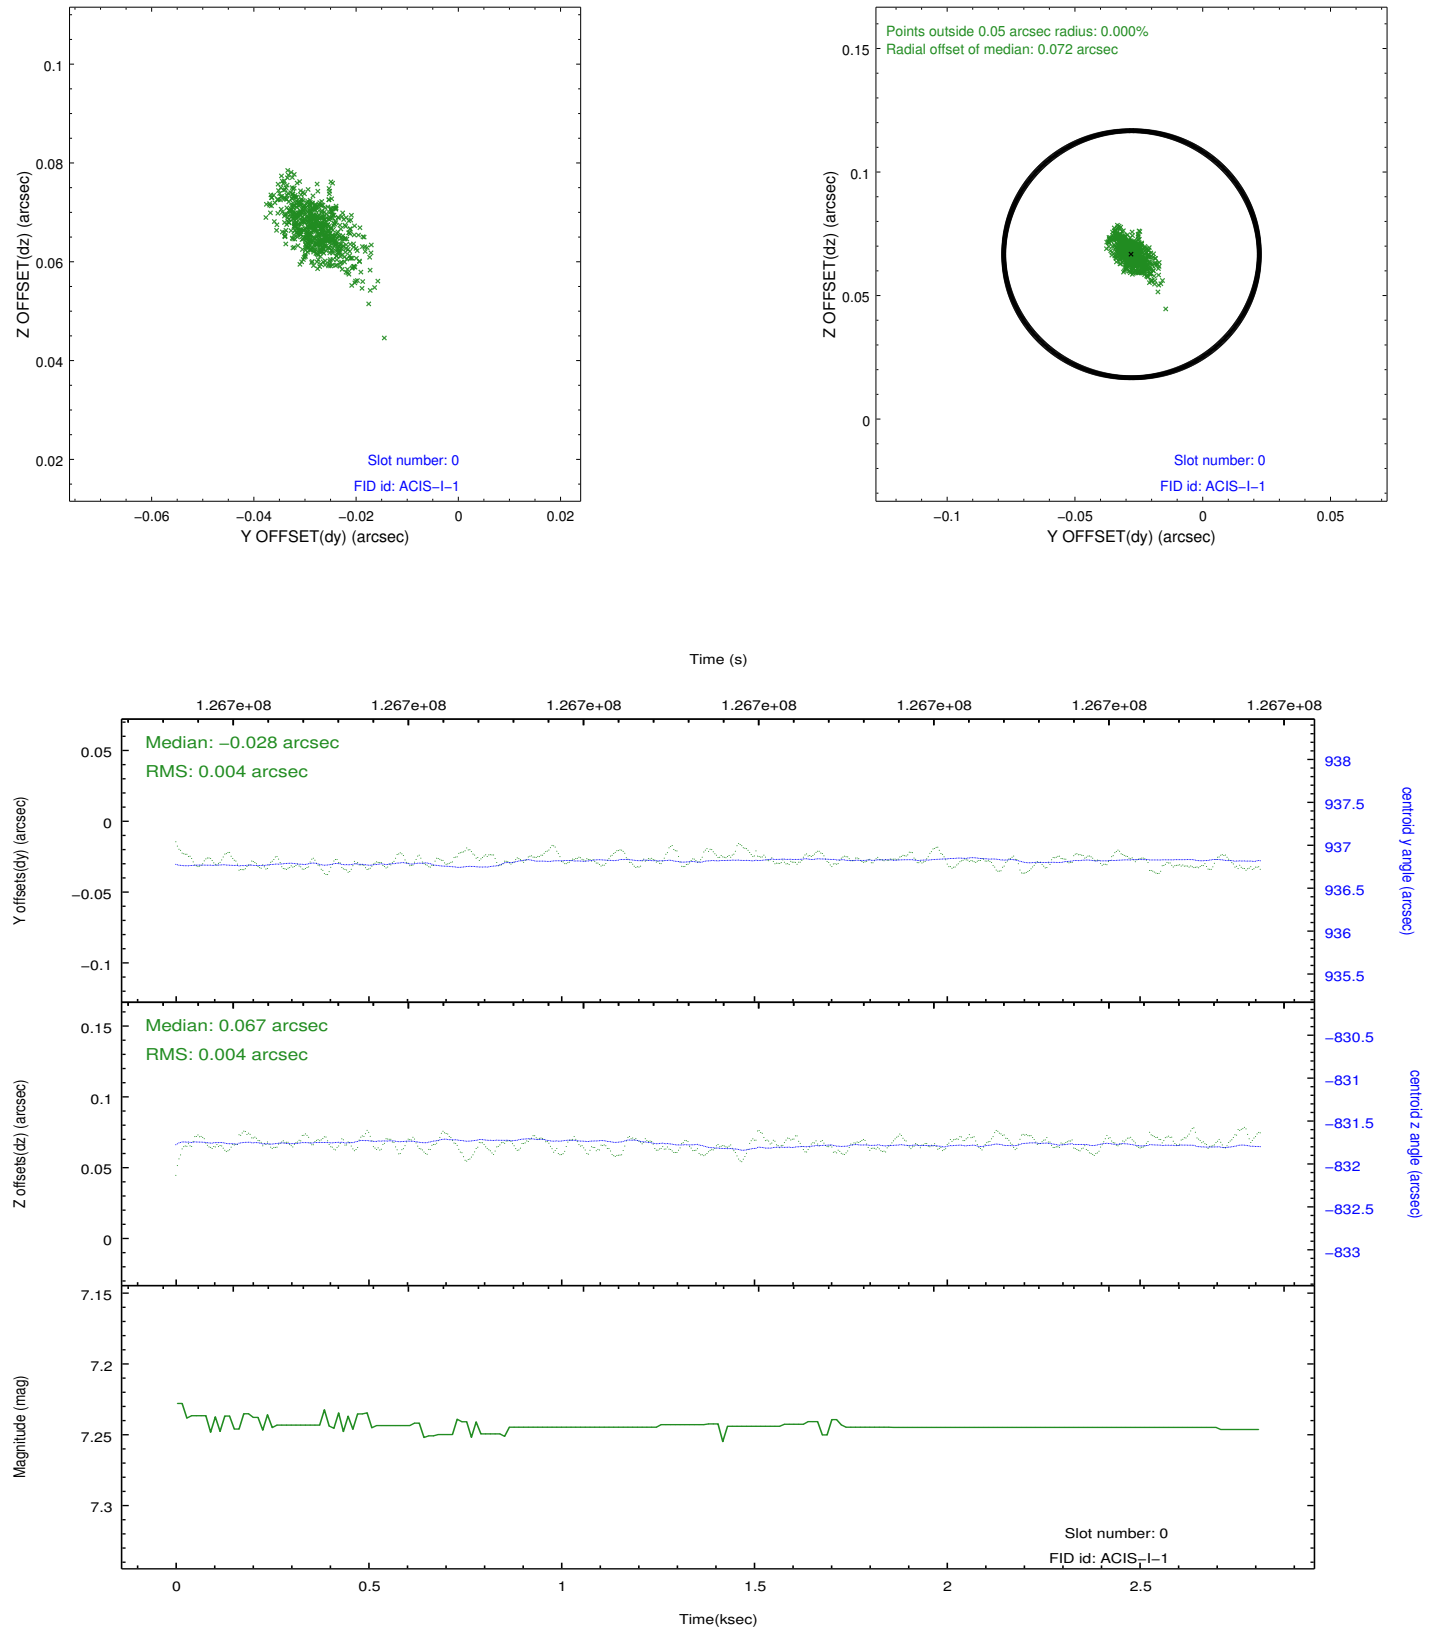 0.1
0.08
0.06
0.04
0.02
Z OFFSET(dz) (arcsec)
Slot number: 0
FID id: ACIS−I−1
−0.06 −0.04 −0.02 0 0.02
Y OFFSET(dy) (arcsec)
Points outside 0.05 arcsec radius: 0.000%
Radial offset of median: 0.072 arcsec
0.15
0.1
0.05
0
Z OFFSET(dz) (arcsec)
Slot number: 0
FID id: ACIS−I−1
−0.1 −0.05 0 0.05
Y OFFSET(dy) (arcsec)
Time (s)
1.267e+08 1.267e+08 1.267e+08 1.267e+08 1.267e+08 1.267e+08 1.267e+08
Median: −0.028 arcsec
RMS: 0.004 arcsec
0.05
0
−0.05
−0.1
Y offsets(dy) (arcsec)
938
937.5
937
936.5
936
935.5
centroid y angle (arcsec)
Median: 0.067 arcsec
RMS: 0.004 arcsec
0.15
0.1
0.05
0
Z offsets(dz) (arcsec)
−830.5
−831
−831.5
−832
−832.5
−833
centroid z angle (arcsec)
7.15
7.2
7.25
7.3
Magnitude (mag)
Slot number: 0
FID id: ACIS−I−1
0 0.5 1 1.5 2 2.5
Time(ksec)